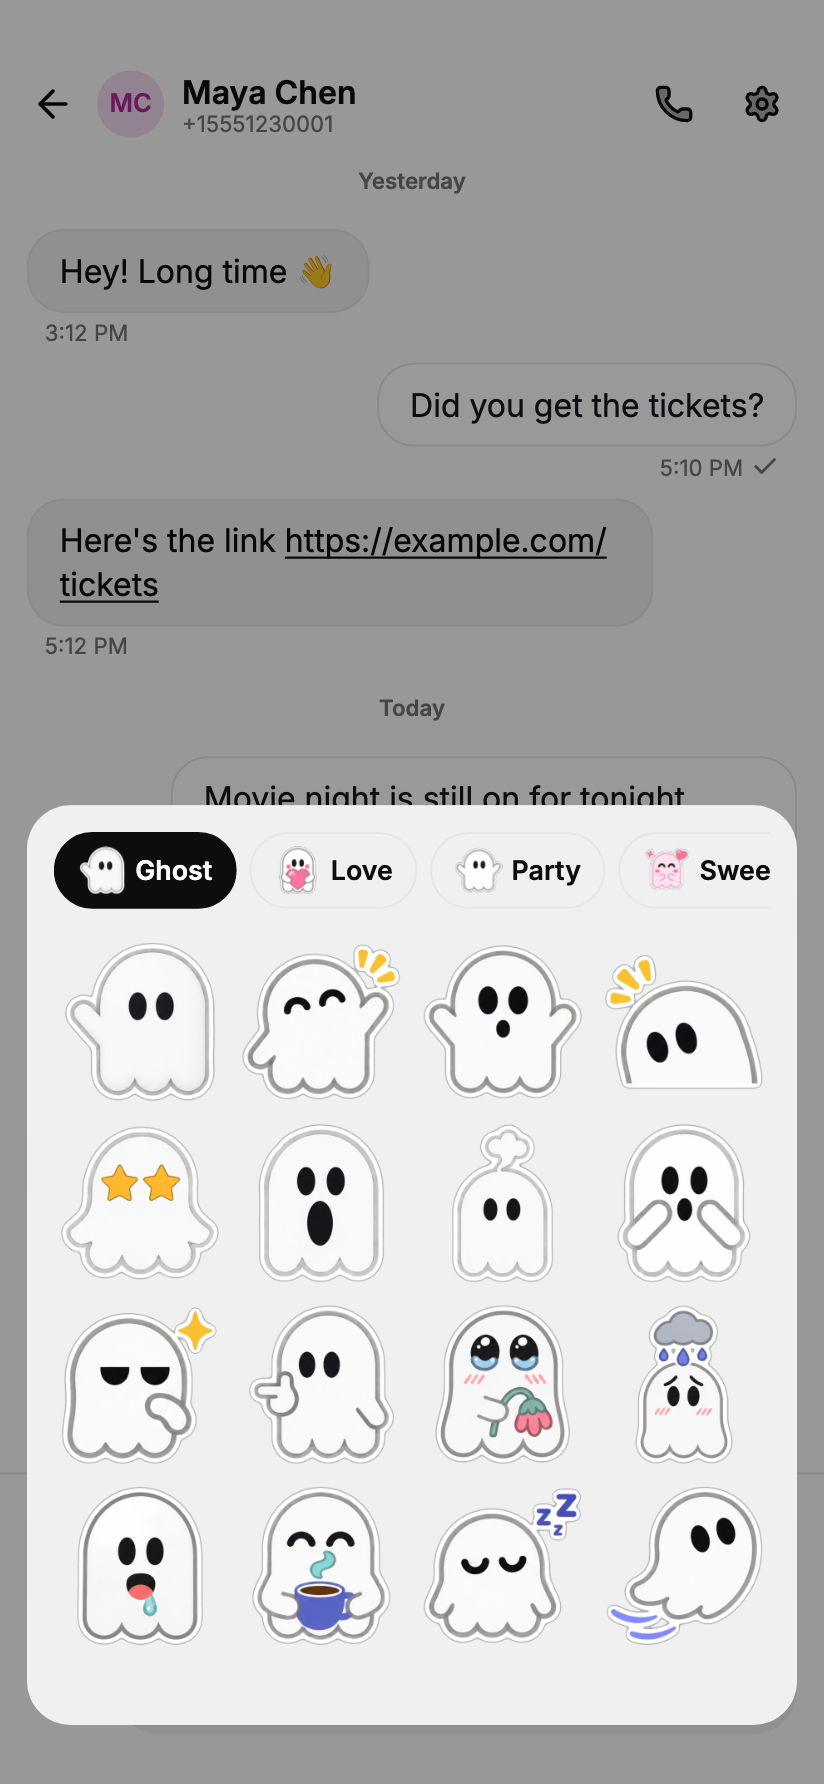 MC
Maya Chen
+15551230001
Yesterday
Hey! Long time 👋
3:12 PM
Did you get the tickets?
5:10 PM
Here's the link https://example.com/
tickets
5:12 PM
Today
Movie night is still on for tonight
Ghost
Love
Party
Swee
z Z z